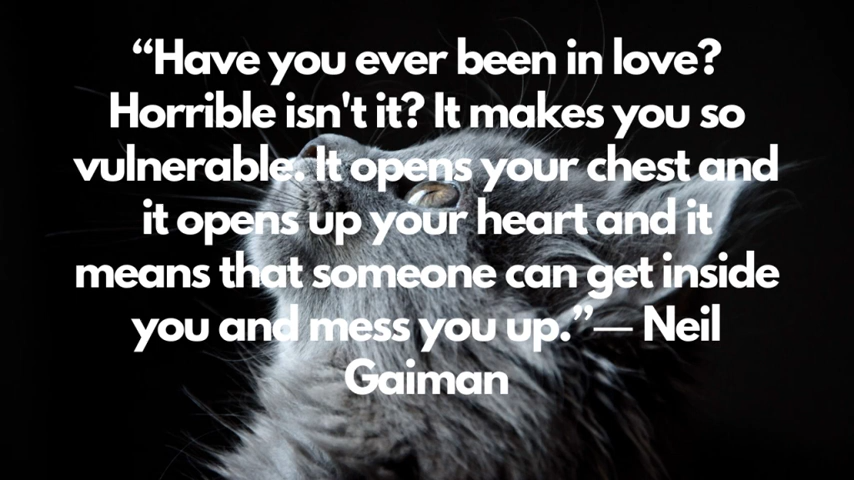 “Have you ever been in love?
Horrible isn't it? It makes you so
vulnerable. It opens your chest and
it opens up your heart and it
means that someone can get inside
you and mess you up.”— Neil
Gaiman